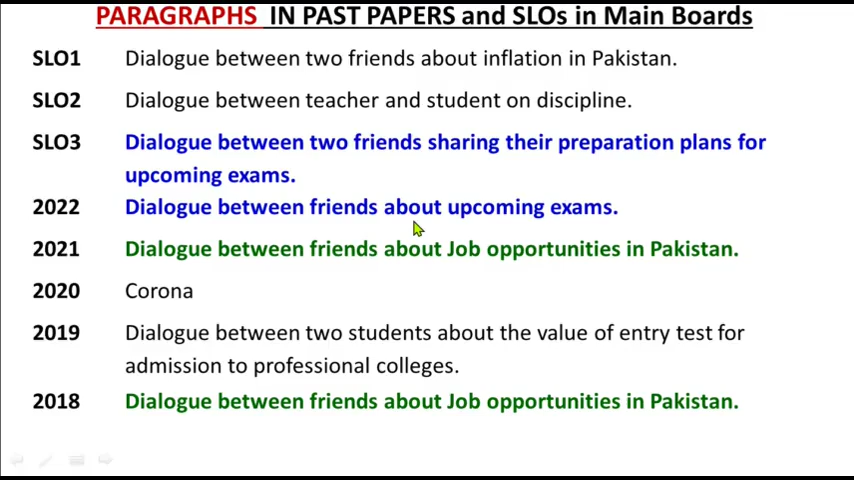 PARAGRAPHS IN PAST PAPERS and SLOs in Main Boards
SLO1 Dialogue between two friends about inflation in Pakistan.
SLO2 Dialogue between teacher and student on discipline.
SLO3 Dialogue between two friends sharing their preparation plans for
upcoming exams.
2022 Dialogue between friends about upcoming exams.
2021 Dialogue between friends about Job opportunities in Pakistan.
2020 Corona
2019 Dialogue between two students about the value of entry test for
admission to professional colleges.
2018 Dialogue between friends about Job opportunities in Pakistan.